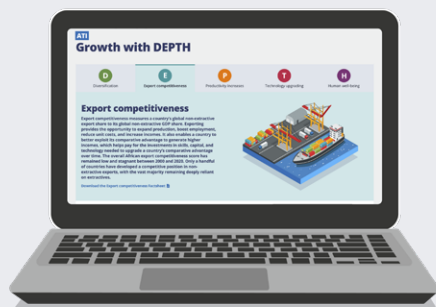 ATI
Growth with DEPTH
D E P T H
Diversification Export competitiveness Productivity increases Technology upgrading Human well-being
Export competitiveness
Export competitiveness measures a country's global non-extractive
export share to its global non-extractive GDP share. Exporting
provides the opportunity to expand production, boost employment,
reduce unit costs, and increase incomes. It also enables a country to
better exploit its comparative advantage to generate higher
incomes, which helps pay for the investments in skills, capital, and
technology needed to upgrade a country's comparative advantage
over time. The overall African export competitiveness score has
remained low and stagnant between 2000 and 2020. Only a handful
of countries have developed a competitive position in non-
extractive exports, with the vast majority remaining deeply reliant
on extractives.
Download the Export competitiveness factsheet